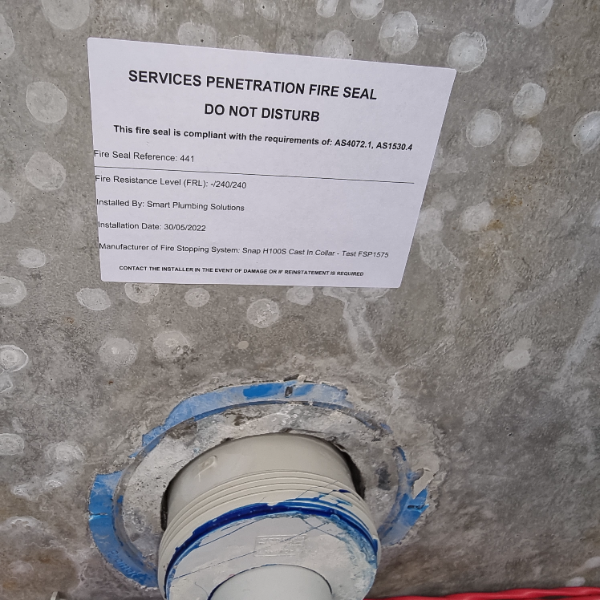 SERVICES PENETRATION FIRE SEAL
DO NOT DISTURB
This fire seal is compliant with the requirements of: AS4072.1, AS1530.4
Fire Seal Reference: 441
Fire Resistance Level (FRL): -/240/240
Installed By: Smart Plumbing Solutions
Installation Date: 30/05/2022
Manufacturer of Fire Stopping System: Snap H100S Cast In Collar - Test FSP1575
CONTACT THE INSTALLER IN THE EVENT OF DAMAGE OR IF REINSTATEMENT IS REQUIRED